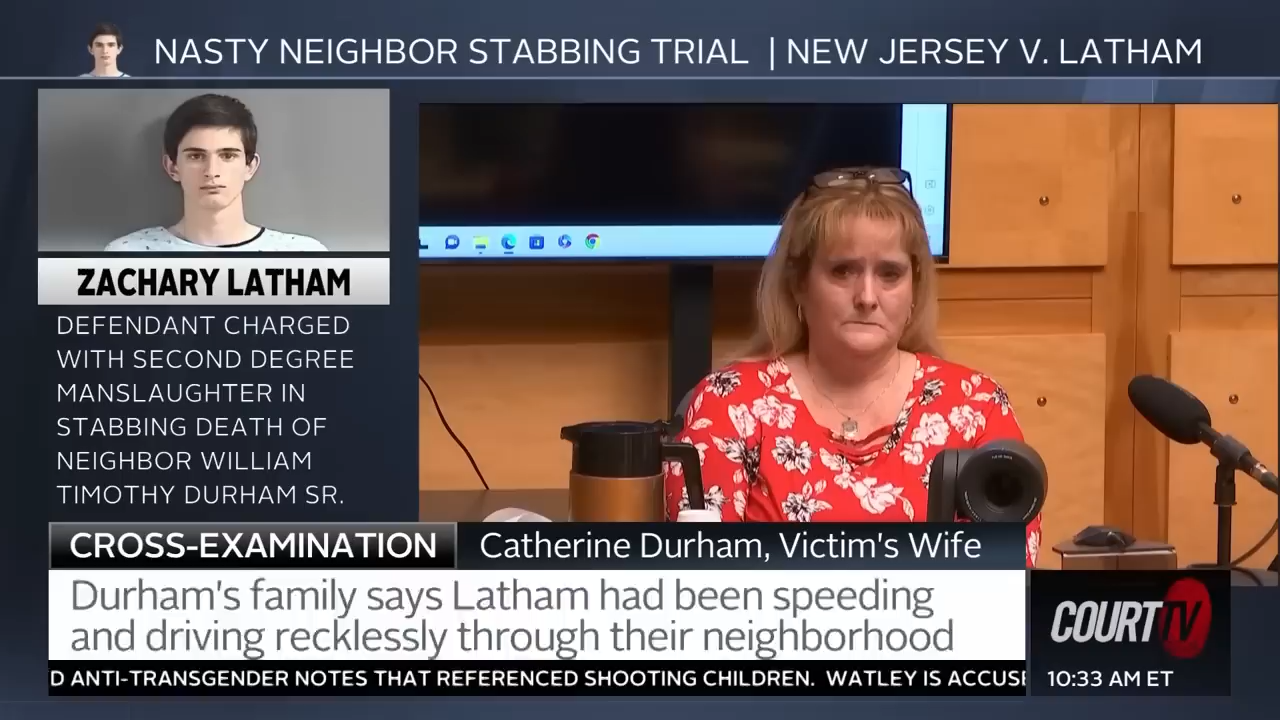 NASTY NEIGHBOR STABBING TRIAL | NEW JERSEY V. LATHAM
ZACHARY LATHAM
DEFENDANT CHARGED
WITH SECOND DEGREE
MANSLAUGHTER IN
STABBING DEATH OF
NEIGHBOR WILLIAM
TIMOTHY DURHAM SR.
CROSS-EXAMINATION
Catherine Durham, Victim's Wife
Durham's family says Latham had been speeding
and driving recklessly through their neighborhood
COURT TV
D ANTI-TRANSGENDER NOTES THAT REFERENCED SHOOTING CHILDREN. WATLEY IS ACCUSE
10:33 AM ET